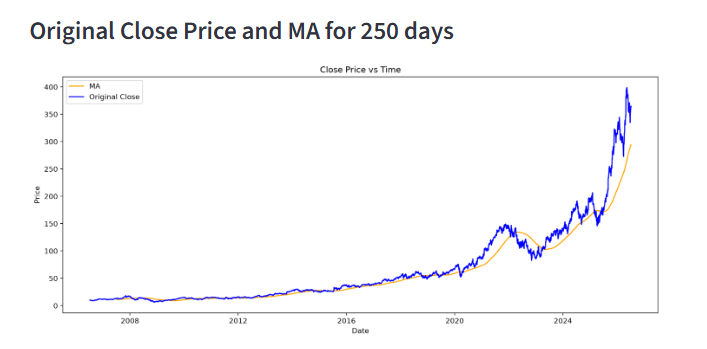 Original Close Price and MA for 250 days
Close Price vs Time
MA
Original Close
400
350
300
250
200
150
100
50
0
Price
2008 2012 2016 2020 2024
Date